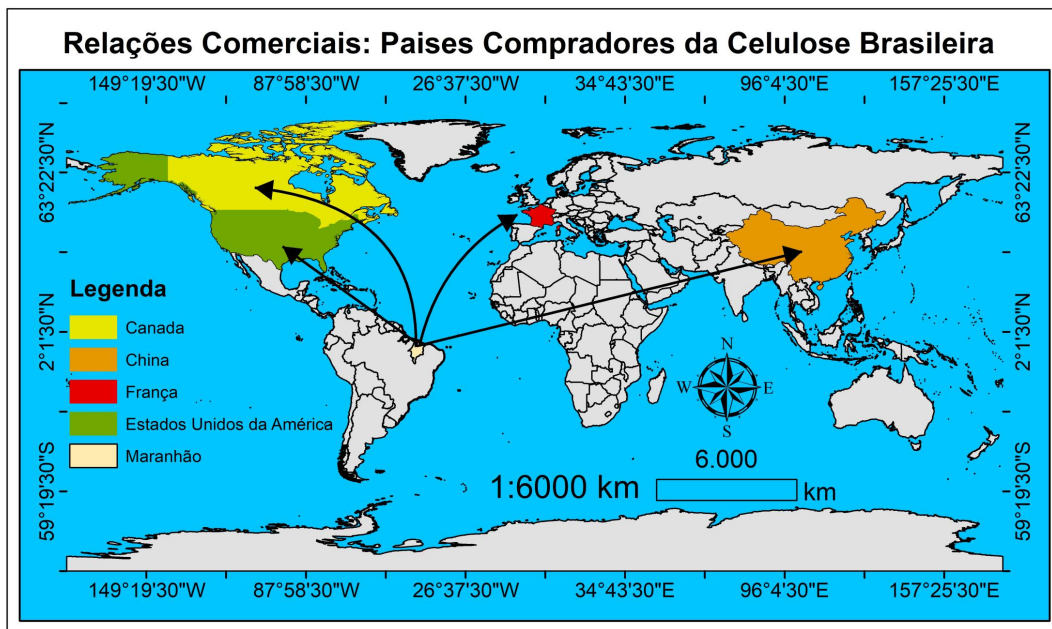 Relações Comerciais: Paises Compradores da Celulose Brasileira
149°19'30"W 87°58'30"W 26°37'30"W 34°43'30"E 96°4'30"E 157°25'30"E
63°22'30"N
63°22'30"N
2°1'30"N
2°1'30"N
59°19'30"S
59°19'30"S
Legenda
Canada
China
França
Estados Unidos da América
Maranhão
N
W E
S
6.000
1:6000 km
km
149°19'30"W 87°58'30"W 26°37'30"W 34°43'30"E 96°4'30"E 157°25'30"E